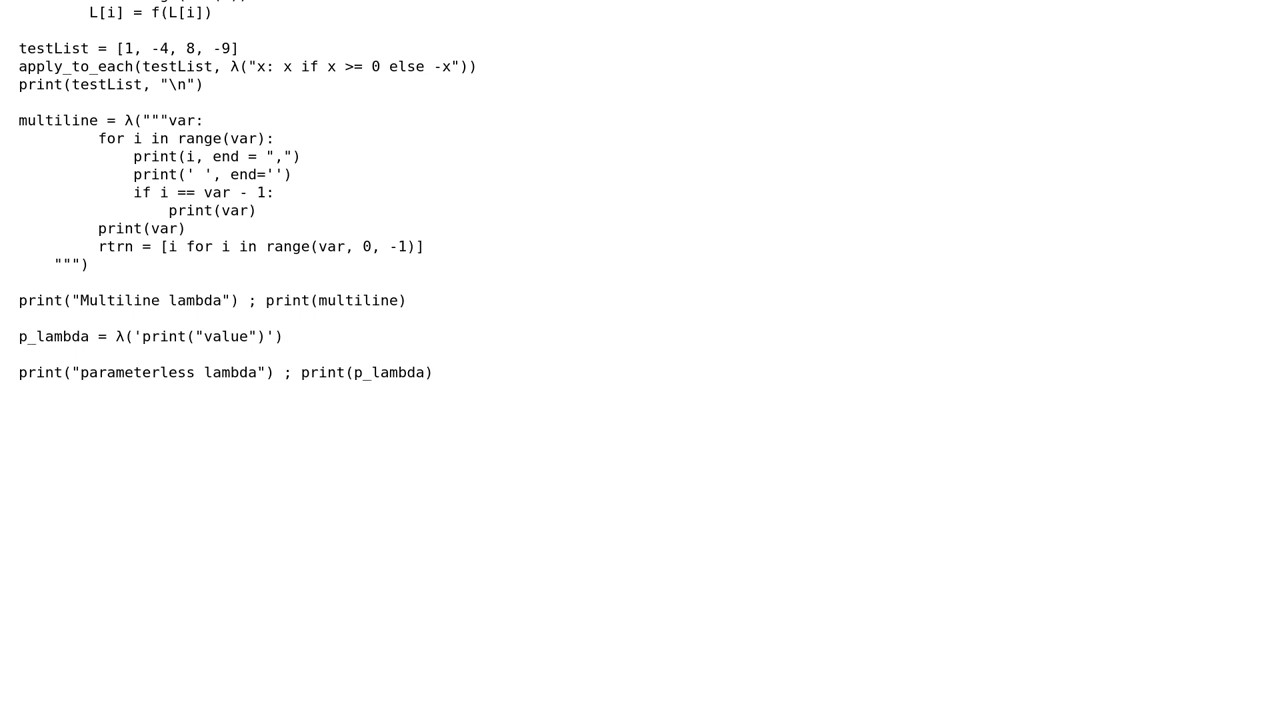 L[i] = f(L[i])

testList = [1, -4, 8, -9]
apply_to_each(testList, λ("x: x if x >= 0 else -x"))
print(testList, "\n")

multiline = λ("""var:
         for i in range(var):
             print(i, end = ",")
             print(' ', end='')
             if i == var - 1:
                 print(var)
         print(var)
         rtrn = [i for i in range(var, 0, -1)]
    """)

print("Multiline lambda") ; print(multiline)

p_lambda = λ('print("value")')

print("parameterless lambda") ; print(p_lambda)